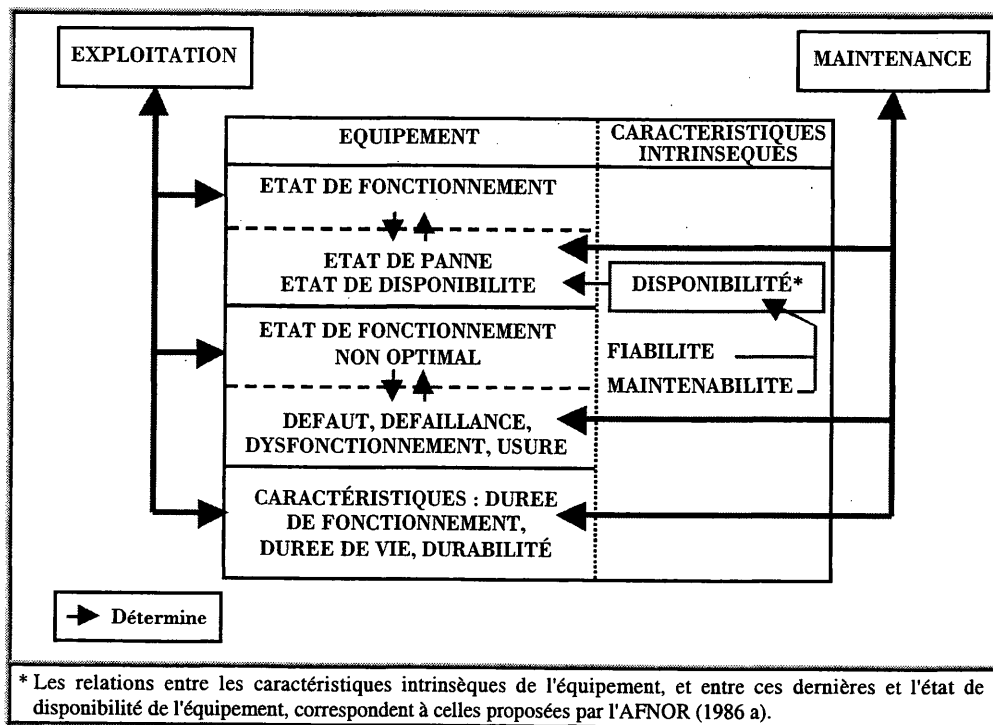 EXPLOITATION
MAINTENANCE
EQUIPEMENT
CARACTERISTIQUES
INTRINSEQUES
ETAT DE FONCTIONNEMENT
ETAT DE PANNE
ETAT DE DISPONIBILITE
DISPONIBILITÉ*
ETAT DE FONCTIONNEMENT
NON OPTIMAL
FIABILITE
MAINTENABILITE
DEFAUT, DEFAILLANCE,
DYSFONCTIONNEMENT, USURE
CARACTÉRISTIQUES : DUREE
DE FONCTIONNEMENT,
DUREE DE VIE, DURABILITÉ
Détermine
* Les relations entre les caractéristiques intrinsèques de l'équipement, et entre ces dernières et l'état de
disponibilité de l'équipement, correspondent à celles proposées par l'AFNOR (1986 a).